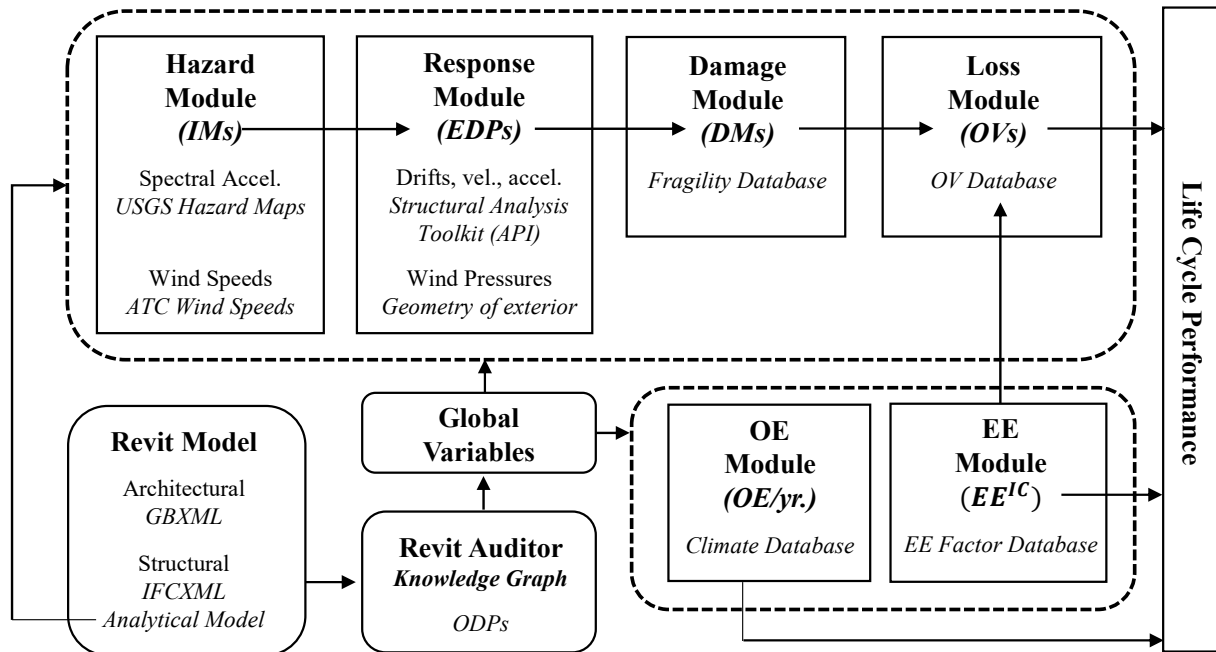 Hazard
Module
(IMs)
Spectral Accel.
USGS Hazard Maps
Wind Speeds
ATC Wind Speeds
Response
Module
(EDPs)
Drifts, vel., accel.
Structural Analysis
Toolkit (API)
Wind Pressures
Geometry of exterior
Damage
Module
(DMs)
Fragility Database
Loss
Module
(OVs)
OV Database
Life Cycle Performance
Revit Model
Architectural
GBXML
Structural
IFCXML
Analytical Model
Global
Variables
Revit Auditor
Knowledge Graph
ODPs
OE
Module
(OE/yr.)
Climate Database
EE
Module
(EE^{IC})
EE Factor Database